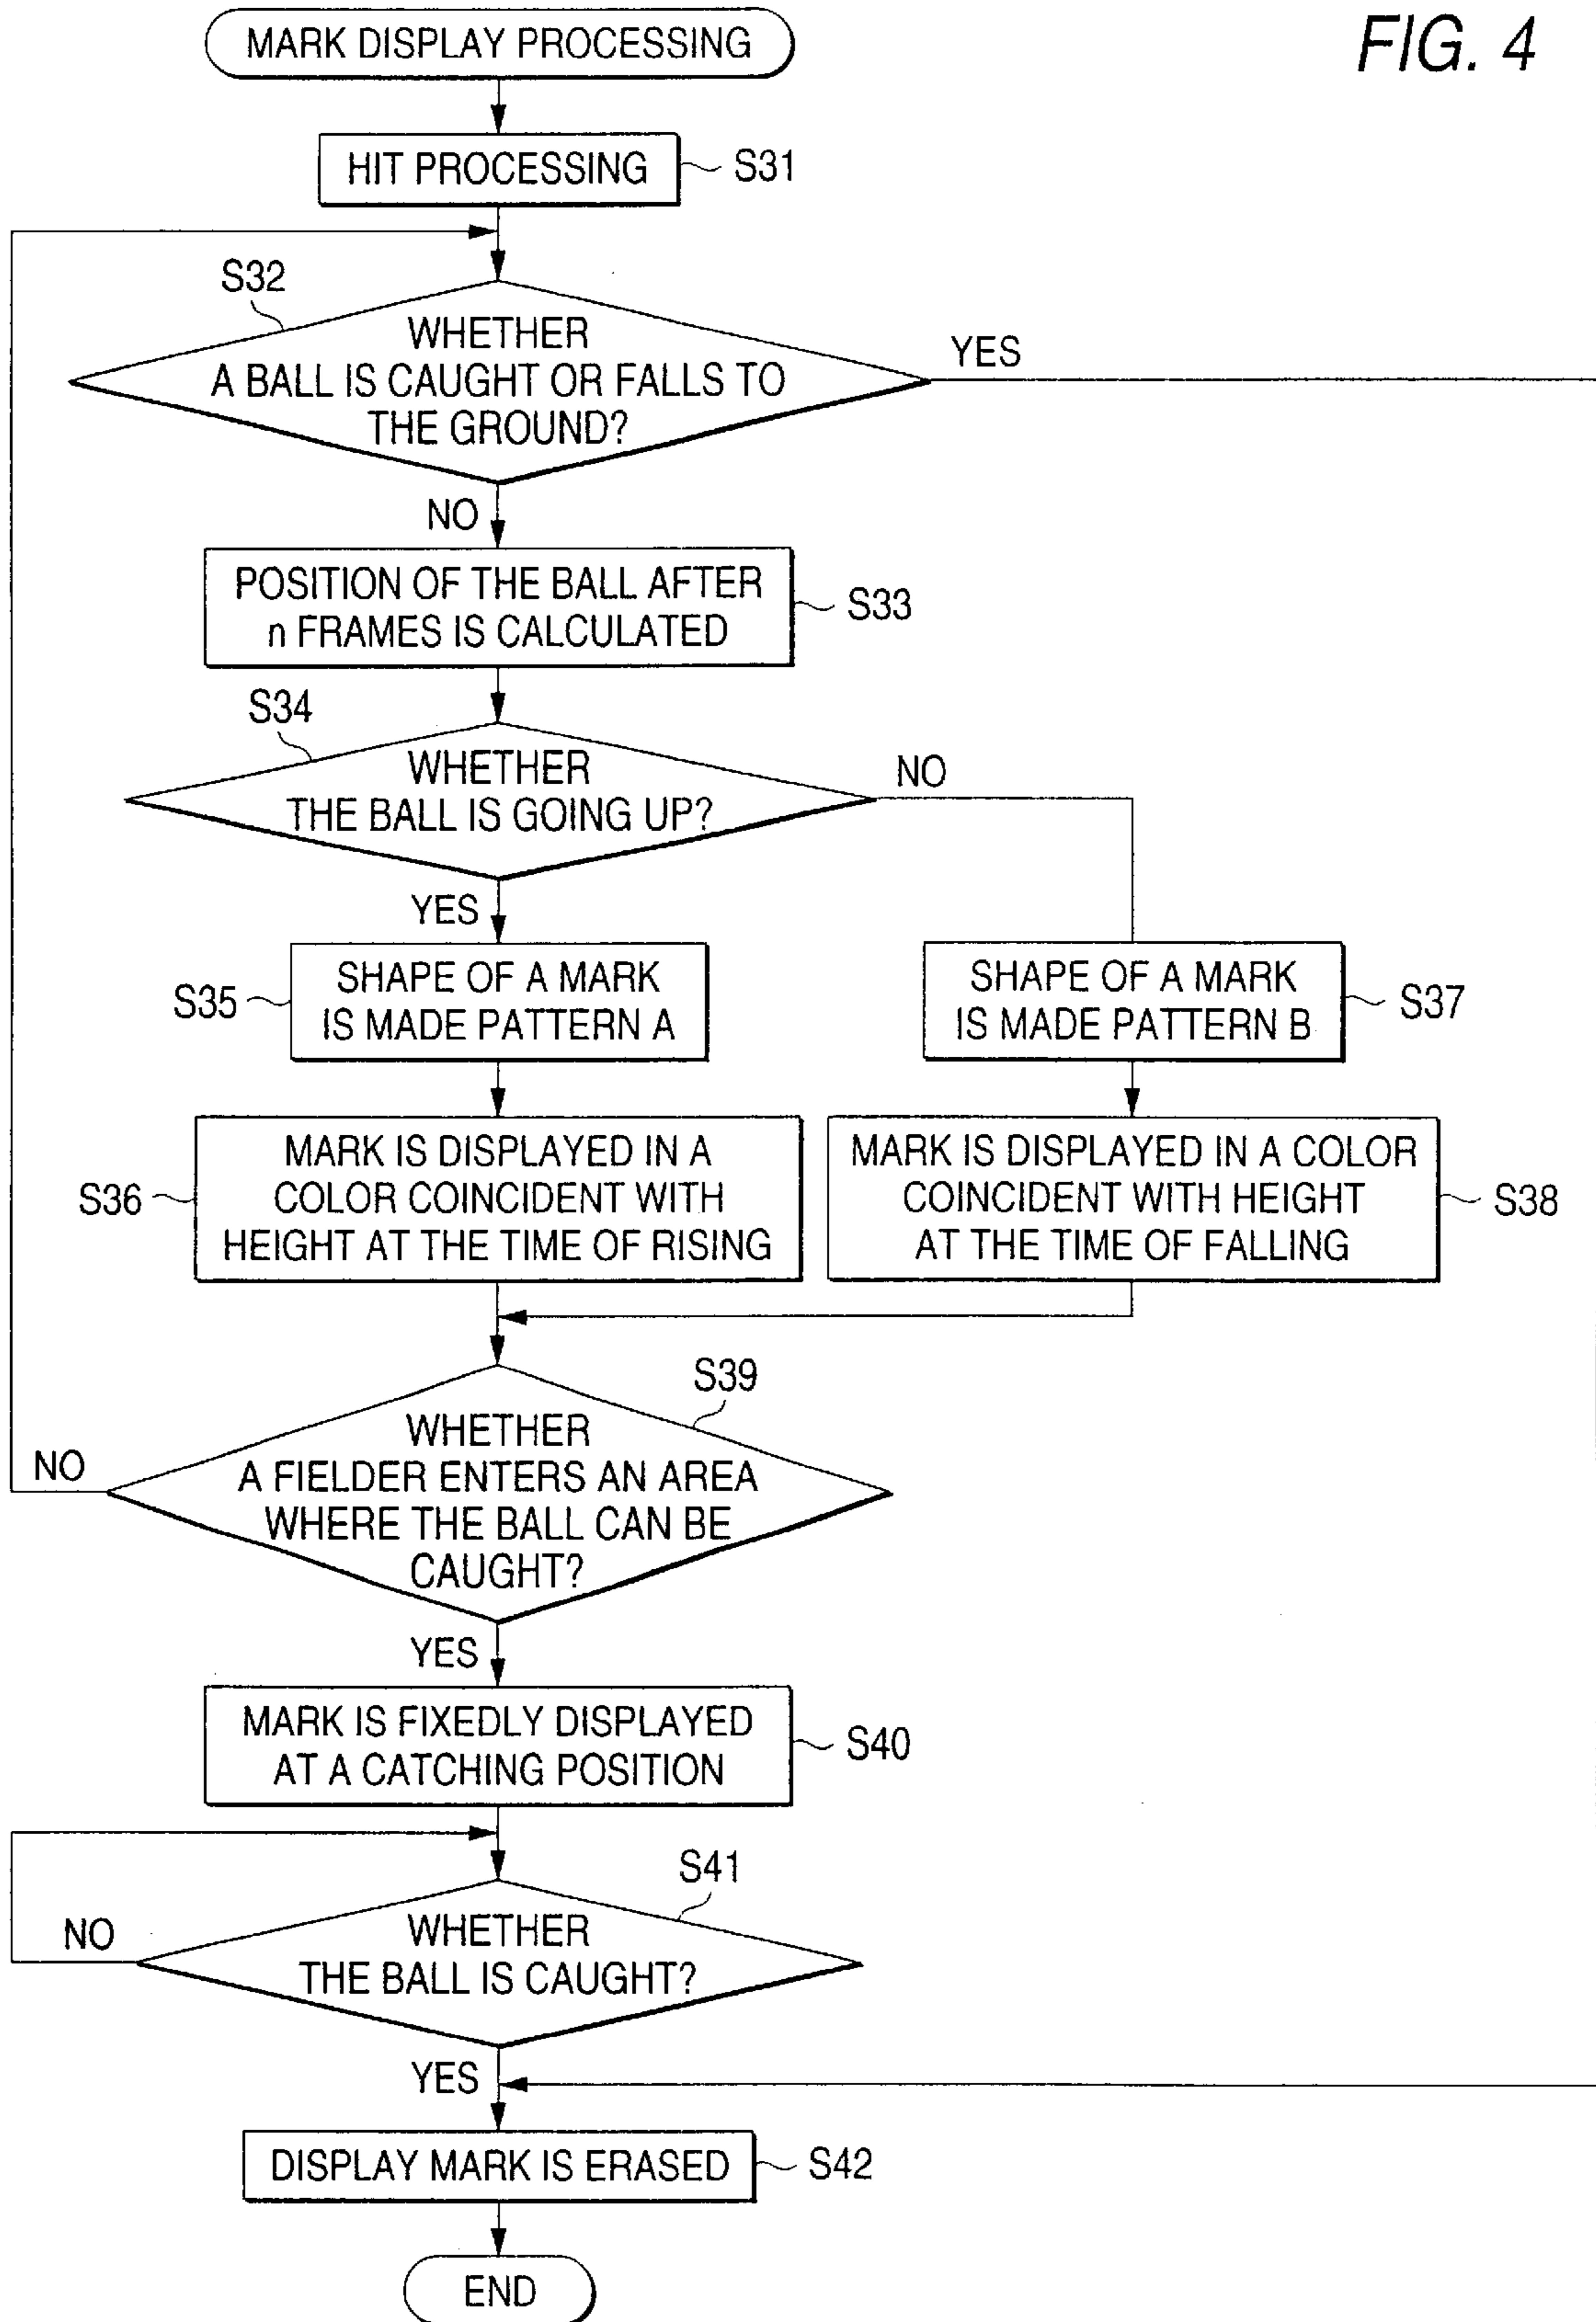 FIG. 4
MARK DISPLAY PROCESSING
HIT PROCESSING
S31
S32
WHETHER
A BALL IS CAUGHT OR FALLS TO
THE GROUND?
YES
NO
POSITION OF THE BALL AFTER
n FRAMES IS CALCULATED
S33
S34
WHETHER
THE BALL IS GOING UP?
NO
YES
S35
SHAPE OF A MARK
IS MADE PATTERN A
SHAPE OF A MARK
IS MADE PATTERN B
S37
S36
MARK IS DISPLAYED IN A
COLOR COINCIDENT WITH
HEIGHT AT THE TIME OF RISING
MARK IS DISPLAYED IN A COLOR
COINCIDENT WITH HEIGHT
AT THE TIME OF FALLING
S38
S39
WHETHER
A FIELDER ENTERS AN AREA
WHERE THE BALL CAN BE
CAUGHT?
NO
YES
MARK IS FIXEDLY DISPLAYED
AT A CATCHING POSITION
S40
S41
WHETHER
THE BALL IS CAUGHT?
NO
YES
DISPLAY MARK IS ERASED
S42
END